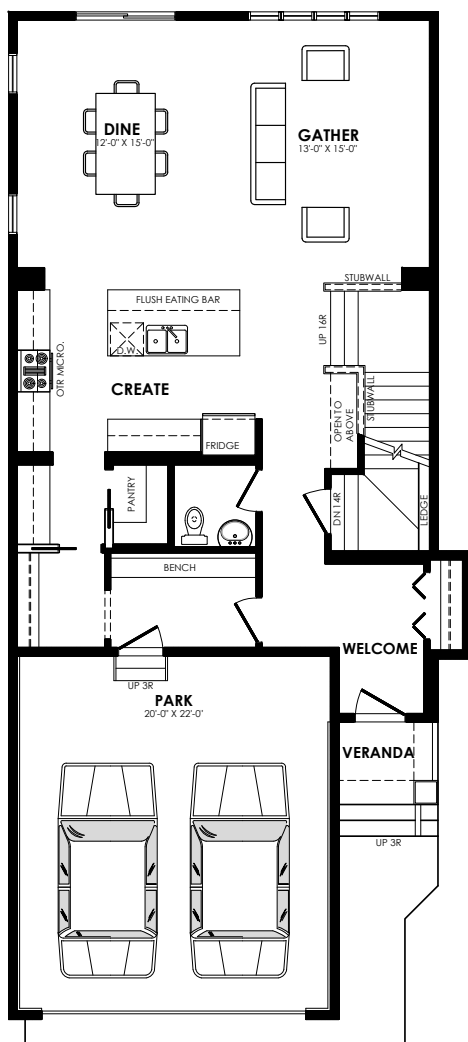 DINE
12'-0" X 15'-0"
GATHER
13'-0" X 15'-0"
STUBWALL
FLUSH EATING BAR
UP 16R
D.W.
OTR MICRO.
CREATE
STUBWALL
OPEN TO
ABOVE
FRIDGE
PANTRY
DN 14R
LEDGE
BENCH
WELCOME
UP 3R
PARK
20'-0" X 22'-0"
VERANDA
UP 3R